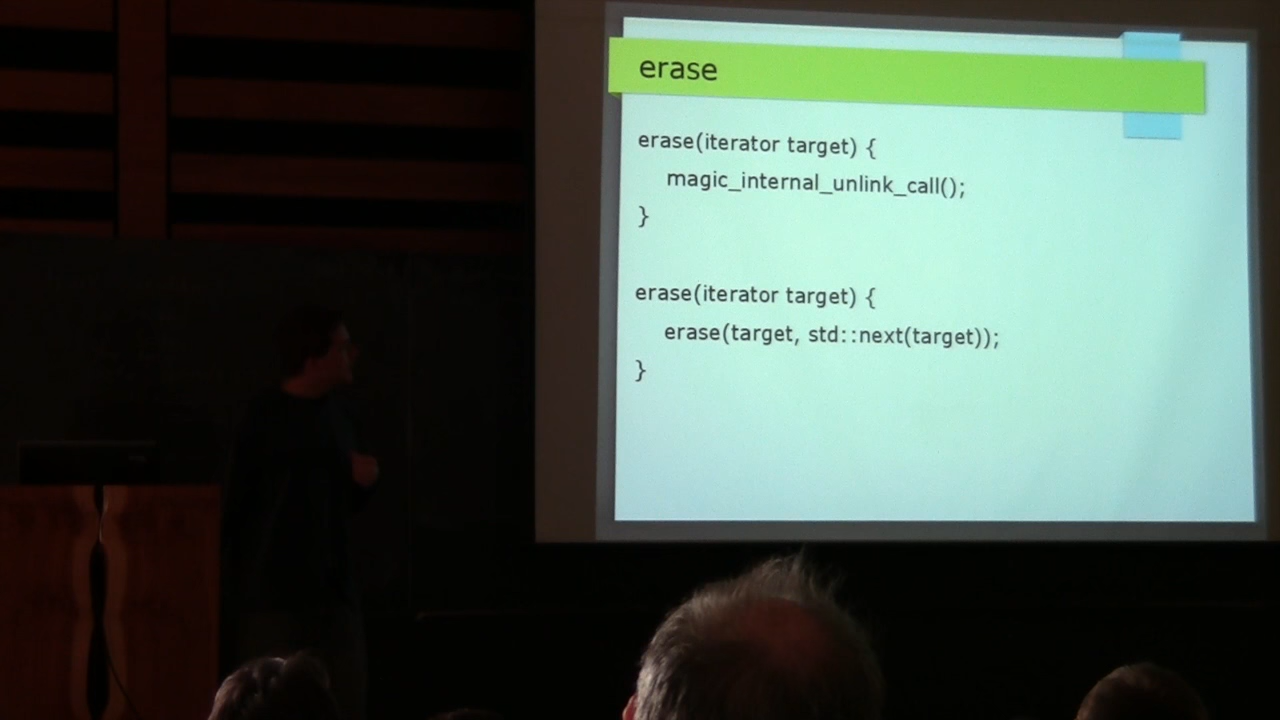 erase
erase(iterator target) {
magic_internal_unlink_call();
}
erase(iterator target) {
erase(target, std::next(target));
}